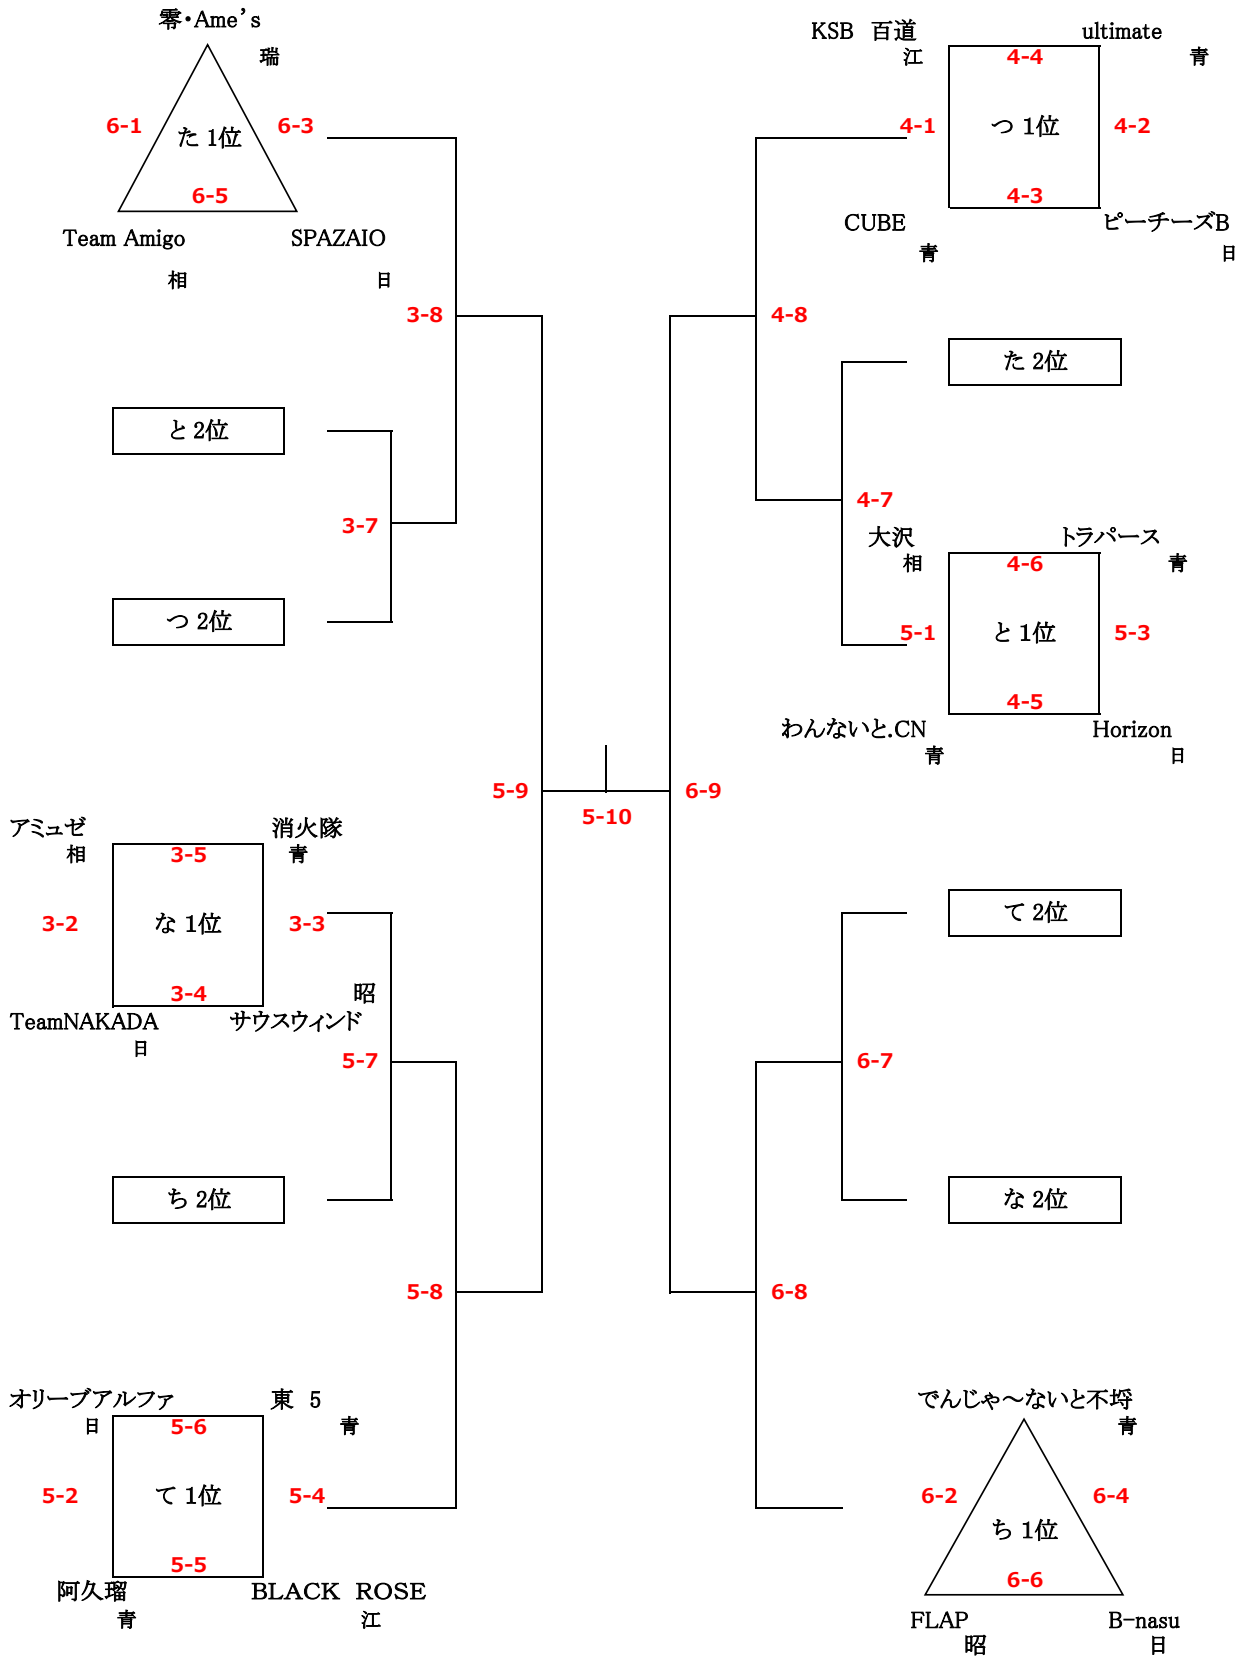 零・Ame's
瑞
6-1
た 1位
6-3
6-5
Team Amigo
SPAZAIO
相
日
3-8
と 2位
3-7
つ 2位
アミュゼ
消火隊
相
3-5
青
3-2
な 1位
3-3
3-4
昭
TeamNAKADA
サウスウィンド
日
5-7
ち 2位
5-8
オリーブアルファ
東 5
日
5-6
青
5-2
て 1位
5-4
5-5
阿久瑠
BLACK ROSE
青
江
5-9
5-10
6-9
KSB 百道
ultimate
江
4-4
青
4-1
つ 1位
4-2
4-3
CUBE
ピーチーズB
青
日
4-8
た 2位
4-7
大沢
トラパース
相
4-6
青
5-1
と 1位
5-3
4-5
わんないと.CN
Horizon
青
日
て 2位
6-7
な 2位
6-8
でんじゃ～ないと不埒
青
6-2
6-4
ち 1位
6-6
FLAP
B-nasu
昭
日